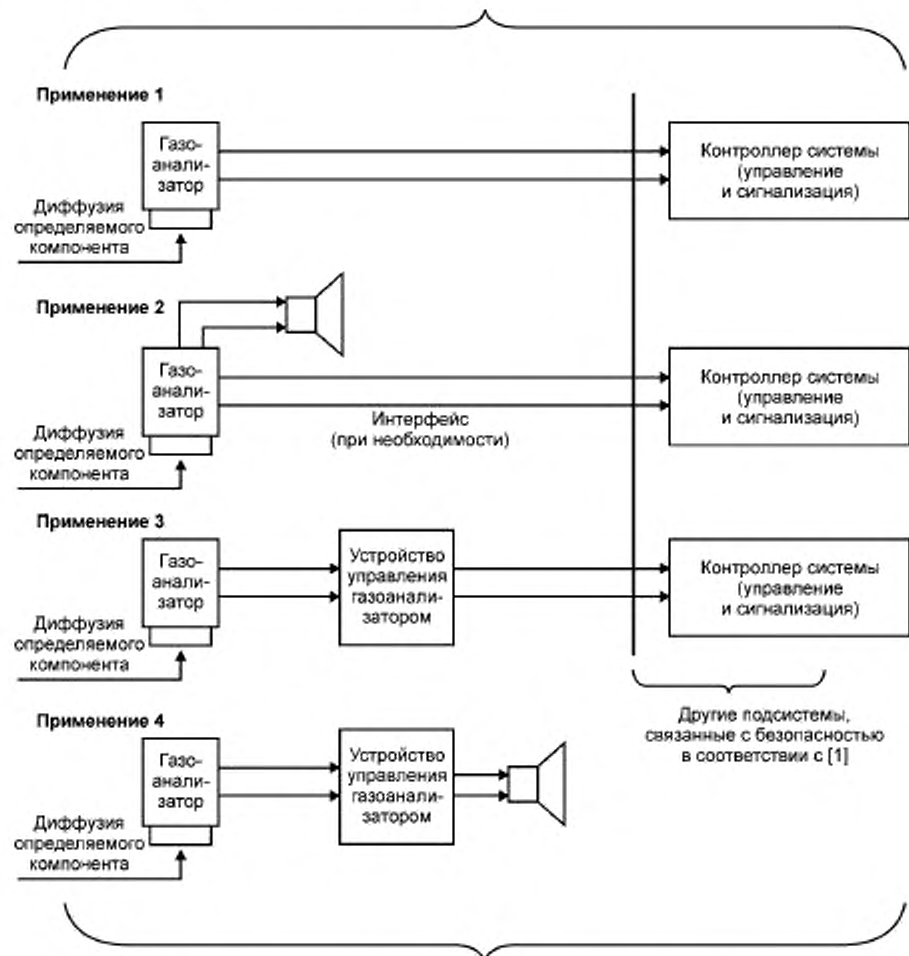 Применение 1
Газо-
анали-
затор
Контроллер системы
(управление
и сигнализация)
Диффузия
определяемого
компонента
Применение 2
Газо-
анали-
затор
Контроллер системы
(управление
и сигнализация)
Интерфейс
(при необходимости)
Диффузия
определяемого
компонента
Применение 3
Газо-
анали-
затор
Устройство
управления
газоанали-
затором
Контроллер системы
(управление
и сигнализация)
Диффузия
определяемого
компонента
Другие подсистемы,
связанные с безопасностью
в соответствии с [1]
Применение 4
Газо-
анали-
затор
Устройство
управления
газоанали-
затором
Диффузия
определяемого
компонента